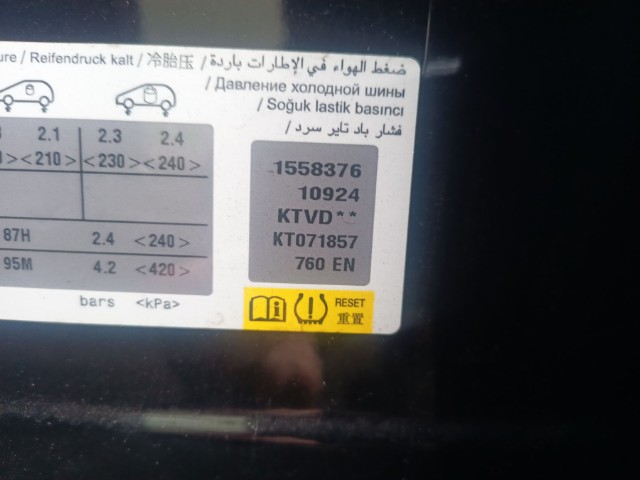 / Reifendruck kalt / 冷胎压 / ضغط الهواء في الإطارات باردة
/ Давление холодной шины
/ Soğuk lastik basıncı
فشار باد تایر سرد /
2.1 2.3 2.4
<210> <230> <240>
87H 2.4 <240>
95M 4.2 <420>
bars <kPa>
1558376
10924
KTVD**
KT071857
760 EN
RESET
重置